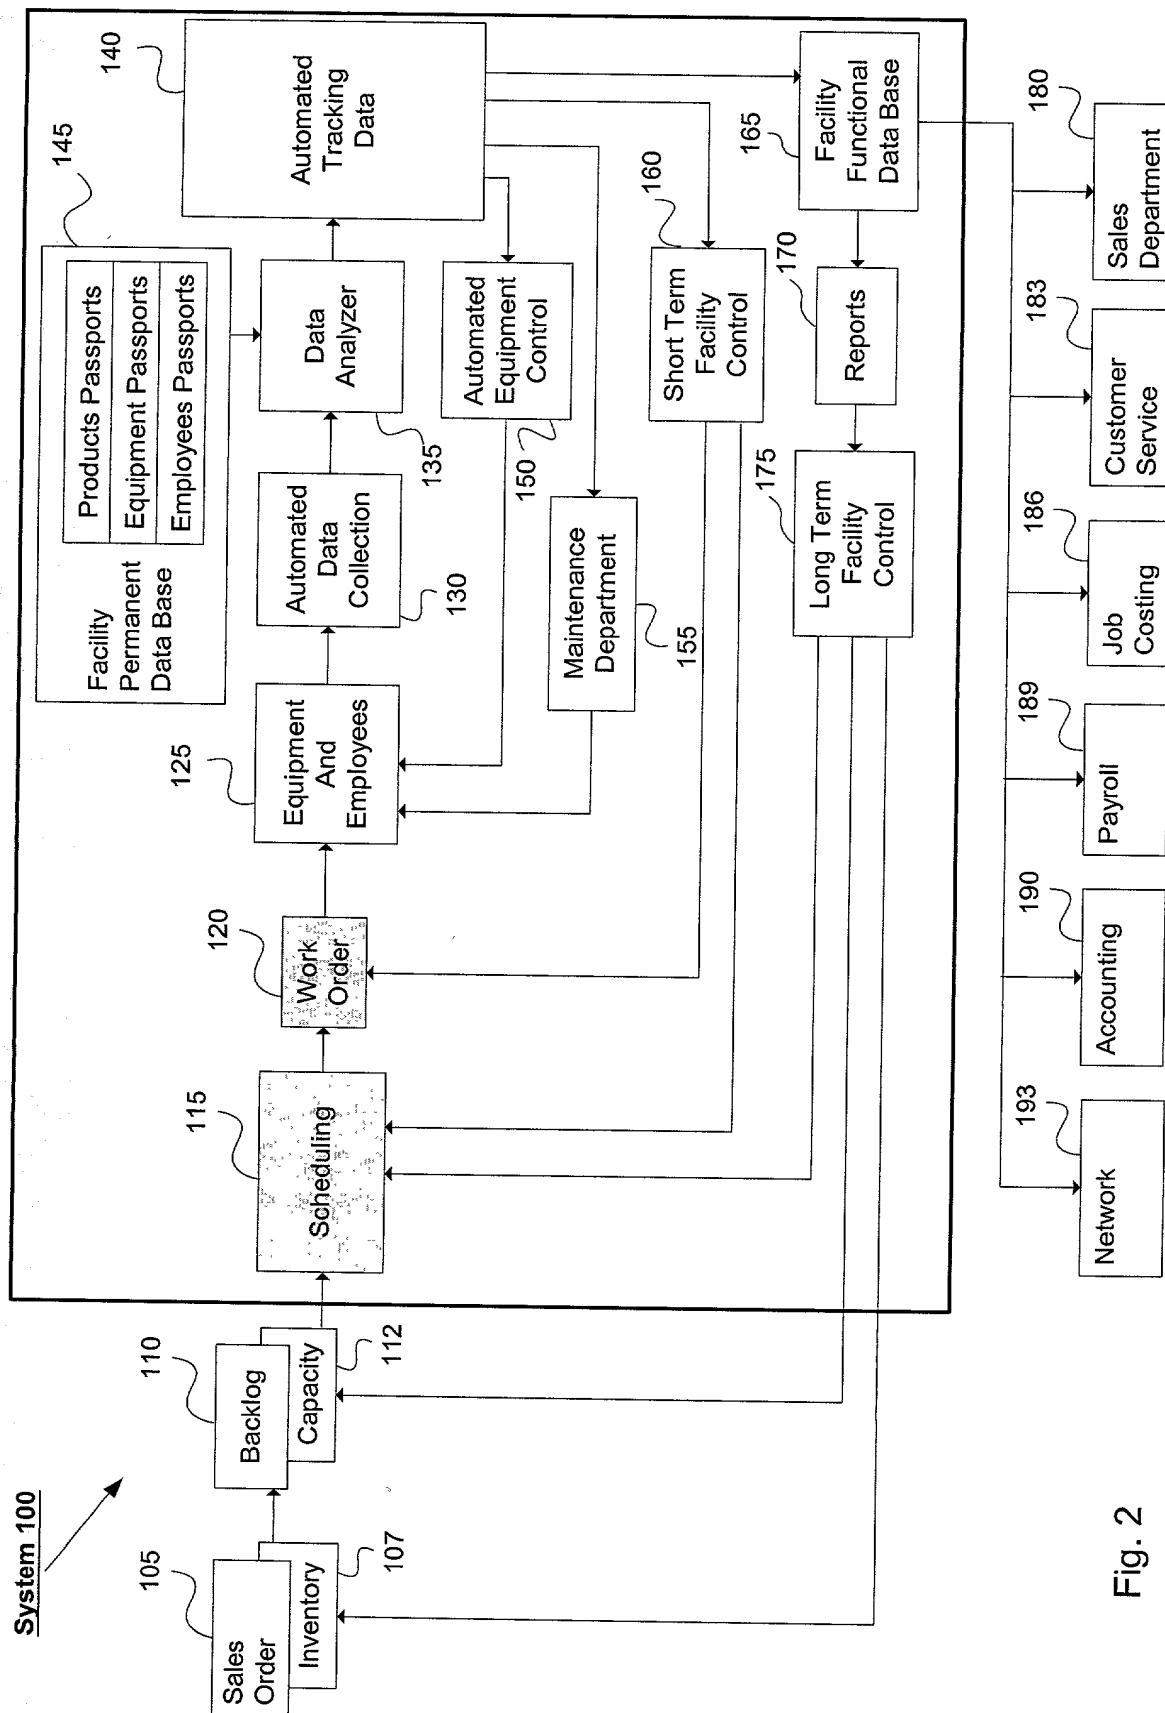 System 100
105
Sales
Order
Inventory
107
110
Backlog
Capacity
112
115
Scheduling
120
Work
Order
125
Equipment
And
Employees
Automated
Data
Collection
130
Data
Analyzer
135
145
Facility
Permanent
Data Base
Products Passports
Equipment Passports
Employees Passports
140
Automated
Tracking
Data
Automated
Equipment
Control
150
Maintenance
Department
155
160
Short Term
Facility
Control
165
Facility
Functional
Data Base
170
Reports
175
Long Term
Facility
Control
193
Network
190
Accounting
189
Payroll
186
Job
Costing
183
Customer
Service
180
Sales
Department
Fig. 2